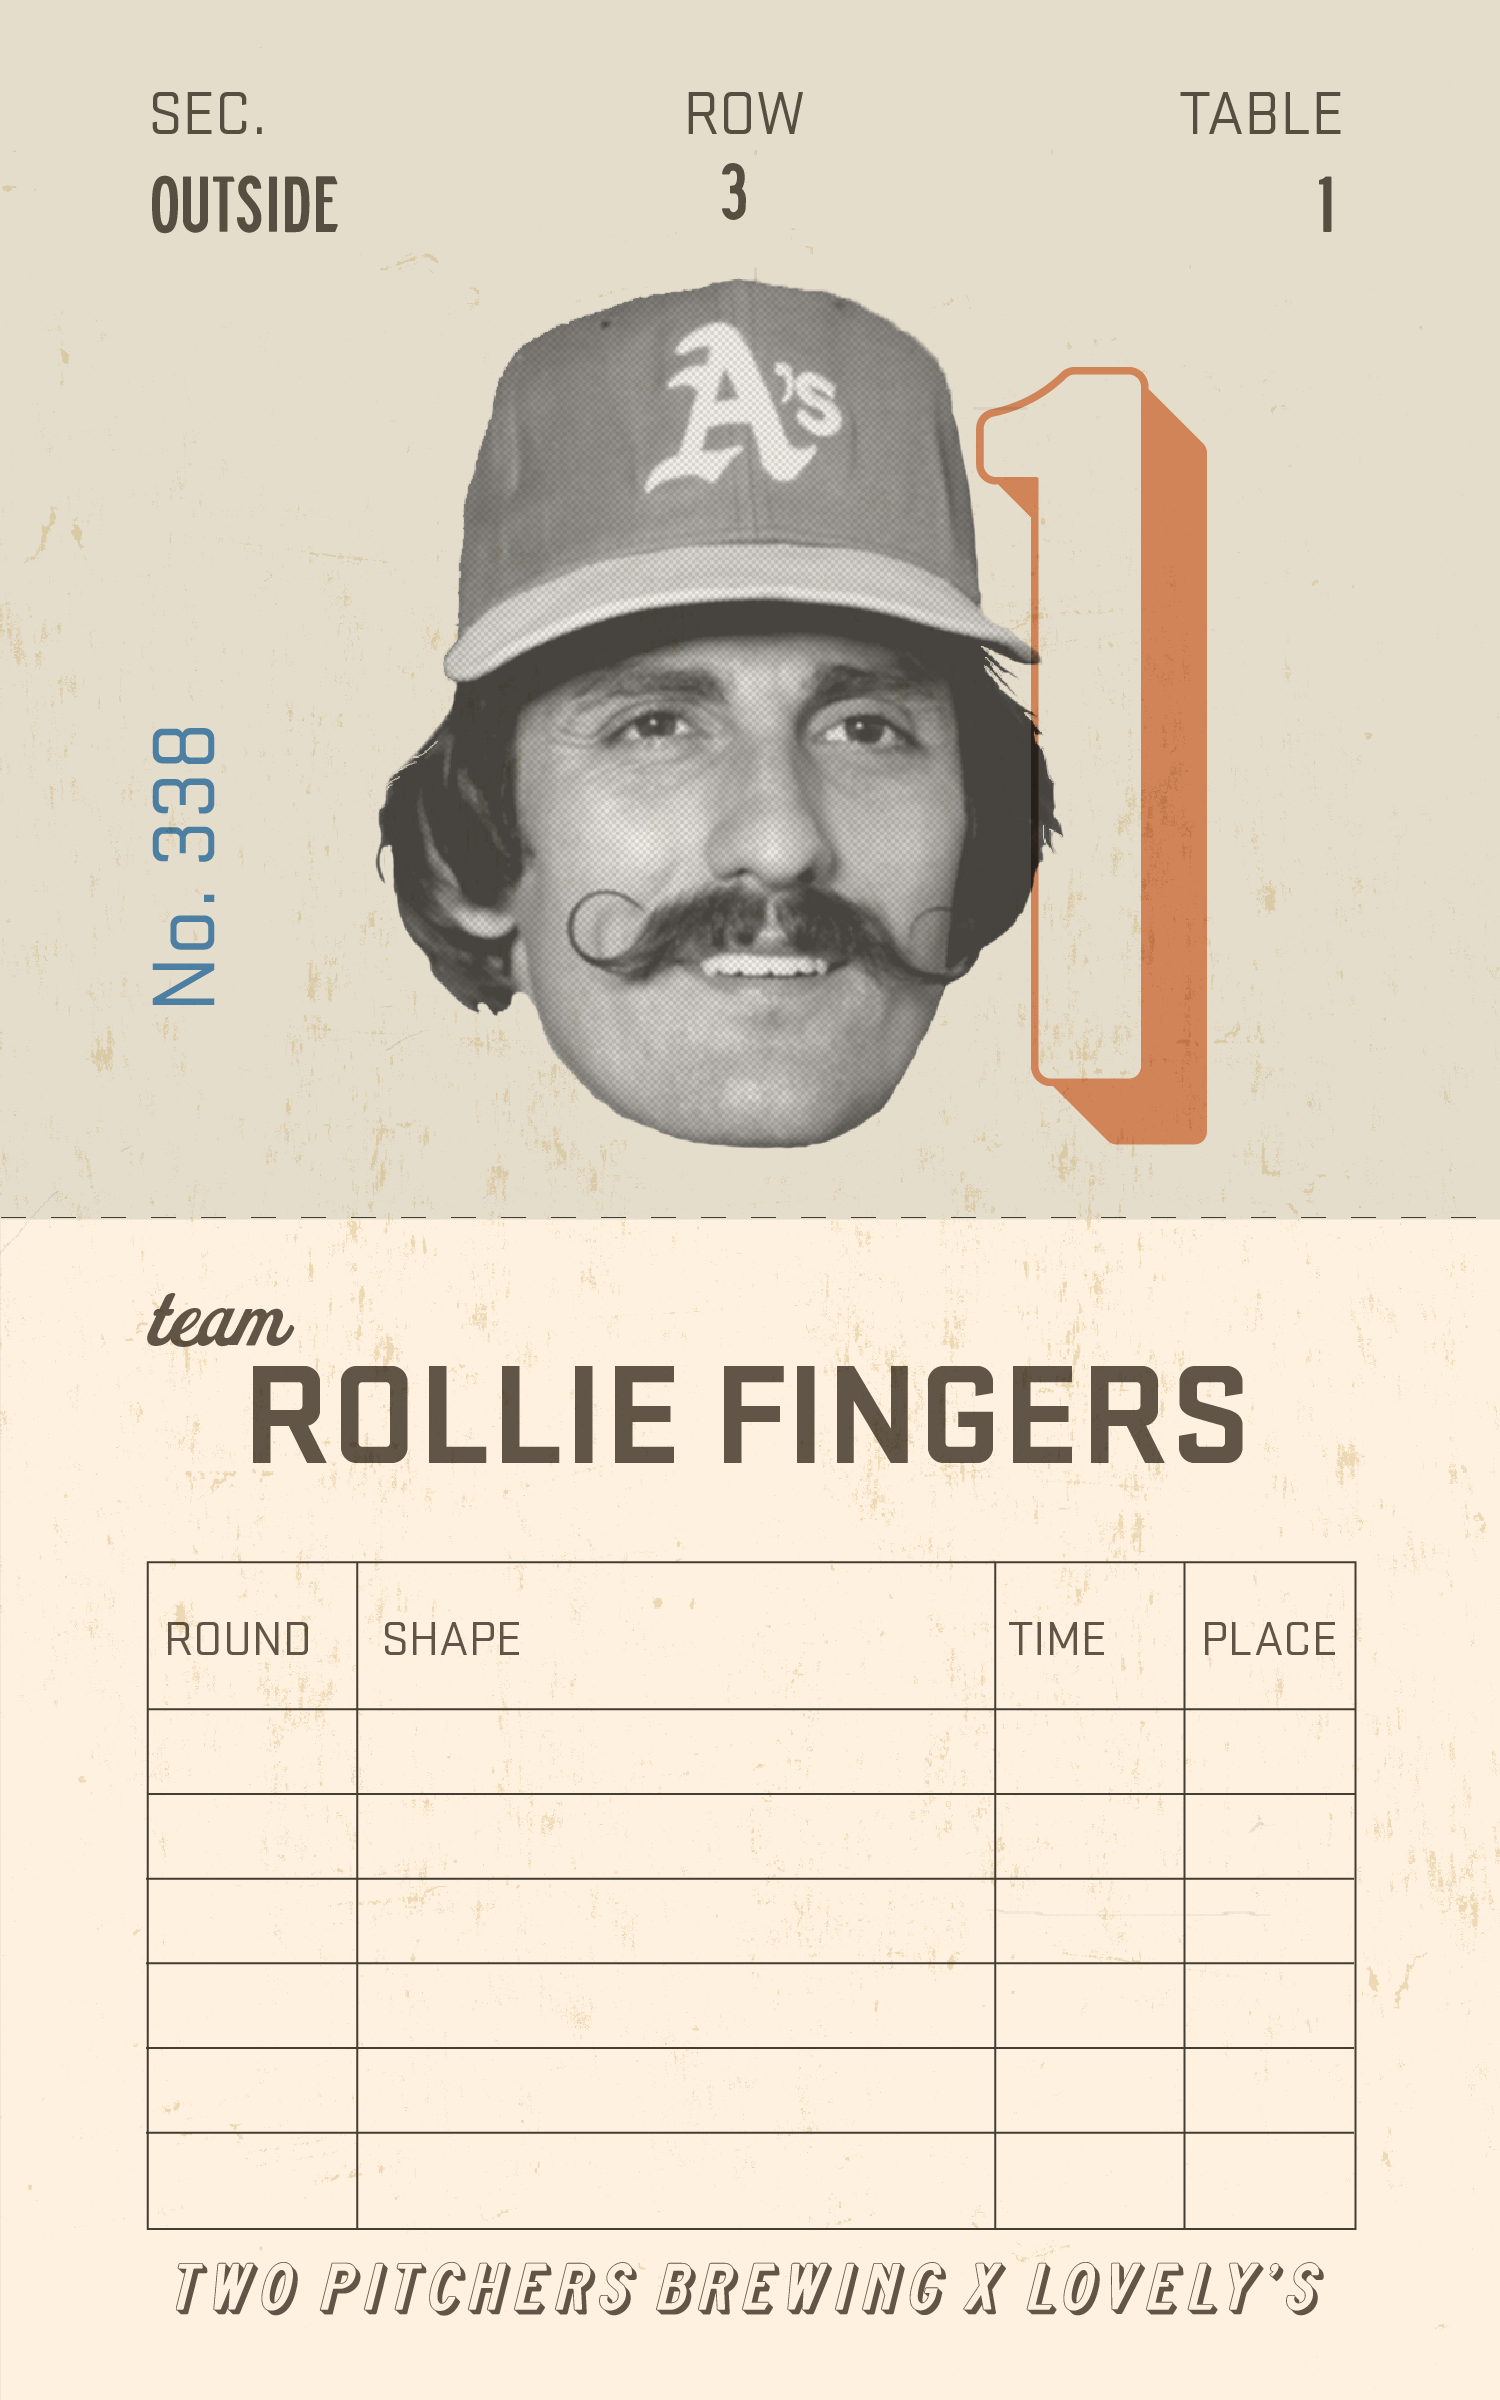 SEC. ROW TABLE
OUTSIDE 3 1
A's
1
No. 338
team
ROLLIE FINGERS
ROUND SHAPE TIME PLACE
TWO PITCHERS BREWING X LOVELY'S